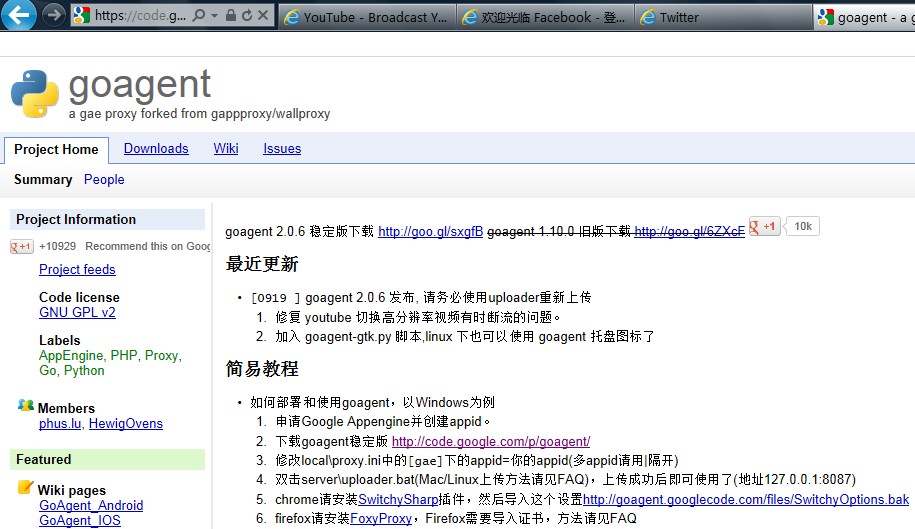 https://code.g...
YouTube - Broadcast Y...
欢迎光临 Facebook - 登...
Twitter
goagent - a g
goagent
a gae proxy forked from gappproxy/wallproxy
Project Home
Downloads
Wiki
Issues
Summary
People
Project Information
+1
+10929 Recommend this on Goog
Project feeds
Code license
GNU GPL v2
Labels
AppEngine, PHP, Proxy,
Go, Python
Members
phus.lu, HewigOvens
Featured
Wiki pages
GoAgent_Android
GoAgent_IOS
goagent 2.0.6 稳定版下载 http://goo.gl/sxgfB goagent 1.10.0 旧版下载 http://goo.gl/6ZXcF +1 10k
最近更新
• [0919 ] goagent 2.0.6 发布, 请务必使用uploader重新上传
1. 修复 youtube 切换高分辨率视频有时断流的问题。
2. 加入 goagent-gtk.py 脚本,linux 下也可以使用 goagent 托盘图标了
简易教程
• 如何部署和使用goagent，以Windows为例
1. 申请Google Appengine并创建appid。
2. 下载goagent稳定版 http://code.google.com/p/goagent/
3. 修改local\proxy.ini中的[gae]下的appid=你的appid(多appid请用|隔开)
4. 双击server\uploader.bat(Mac/Linux上传方法请见FAQ)，上传成功后即可使用了(地址127.0.0.1:8087)
5. chrome请安装SwitchySharp插件，然后导入这个设置http://goagent.googlecode.com/files/SwitchyOptions.bak
6. firefox请安装FoxyProxy，Firefox需要导入证书，方法请见FAQ